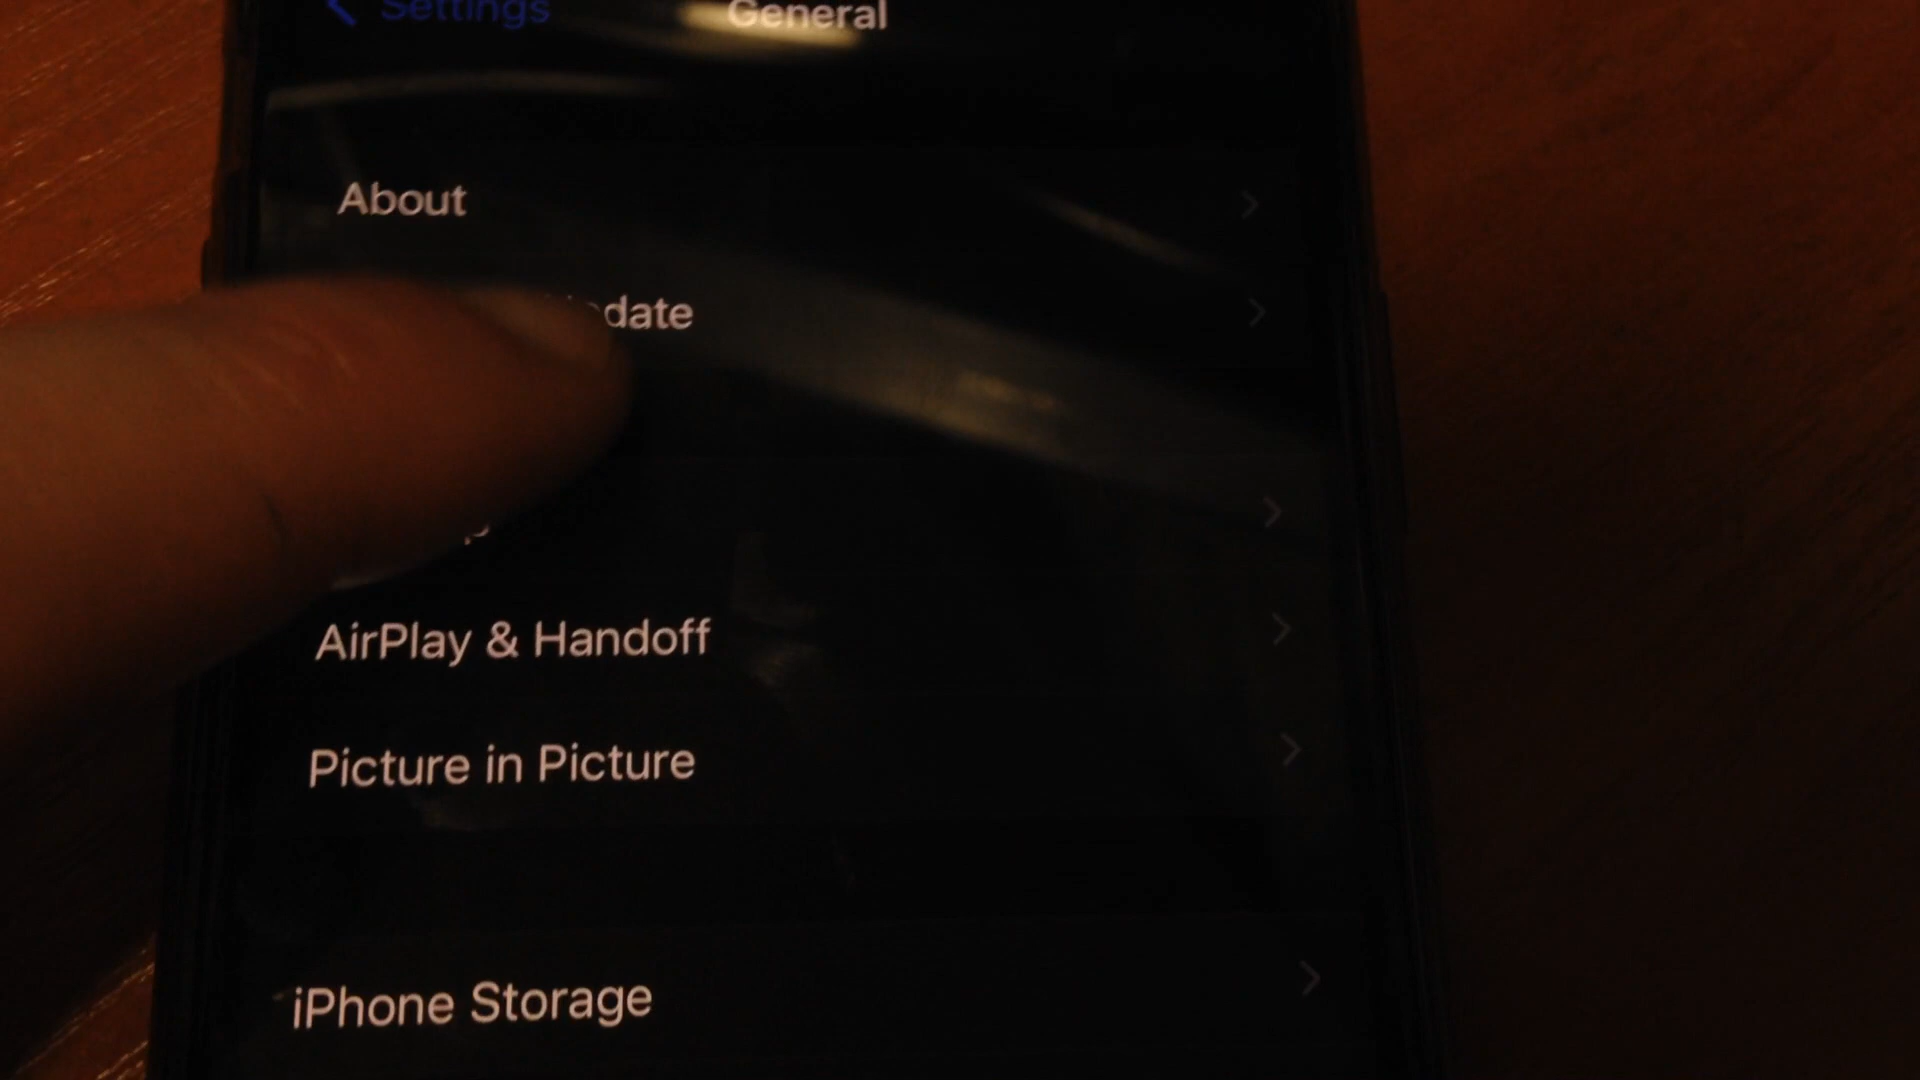 Settings
General
About
date
AirPlay & Handoff
Picture in Picture
iPhone Storage